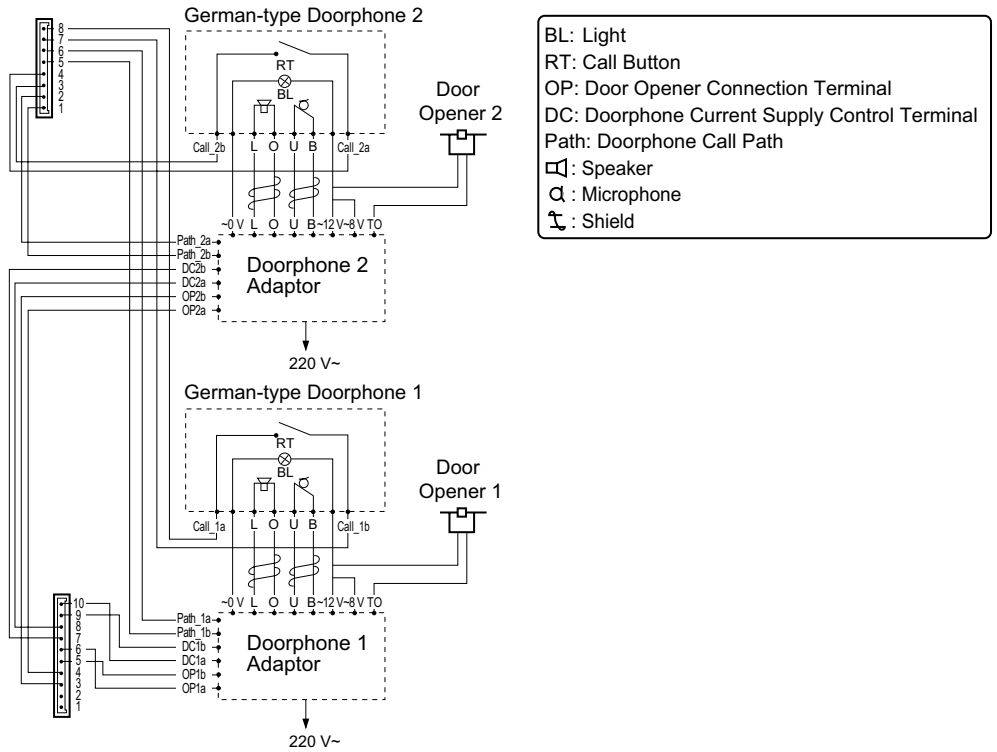 German-type Doorphone 2
8
7
6
5
4
3
2
1
RT
BL
Door
Opener 2
Call_2b L O U B Call_2a
~0 V L O U B ~12 V ~8 V TO
Path_2a
Path_2b
DC2b
DC2a
OP2b
OP2a
Doorphone 2
Adaptor
220 V~
German-type Doorphone 1
RT
BL
Door
Opener 1
Call_1a L O U B Call_1b
~0 V L O U B ~12 V ~8 V TO
10
9
8
7
6
5
4
3
2
1
Path_1a
Path_1b
DC1b
DC1a
OP1b
OP1a
Doorphone 1
Adaptor
220 V~
BL: Light
RT: Call Button
OP: Door Opener Connection Terminal
DC: Doorphone Current Supply Control Terminal
Path: Doorphone Call Path
: Speaker
: Microphone
: Shield